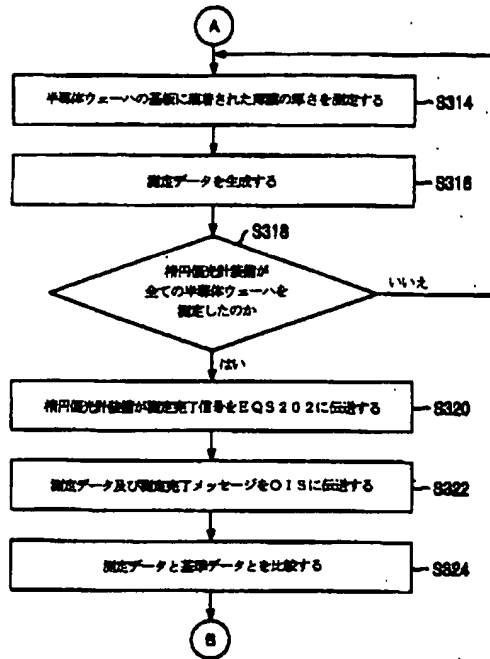 A
半導体ウェーハの基板に蒸着された薄膜の厚さを測定する
S314
測定データを生成する
S316
S318
楕円偏光計装備が
全ての半導体ウェーハを
測定したのか
いいえ
はい
楕円偏光計装備が測定完了信号をEQS202に伝送する
S320
測定データ及び測定完了メッセージをOISに伝送する
S322
測定データと基準データとを比較する
S324
B